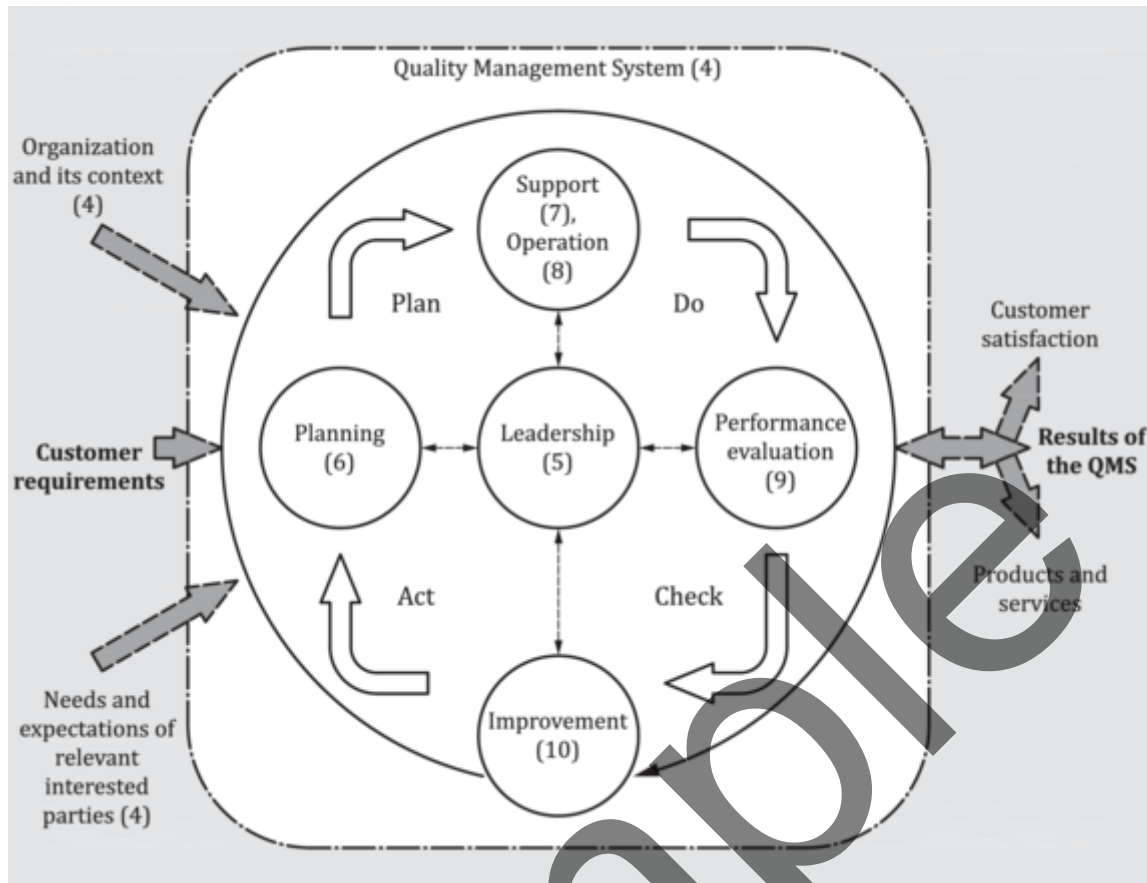 Quality Management System (4)
Organization
and its context
(4)
Support
(7),
Operation
(8)
Plan
Do
Customer
satisfaction
Planning
(6)
Leadership
(5)
Performance
evaluation
(9)
Customer
requirements
Results of
the QMS
Products and
services
Act
Check
Needs and
expectations of
relevant
interested
parties (4)
Improvement
(10)
mple